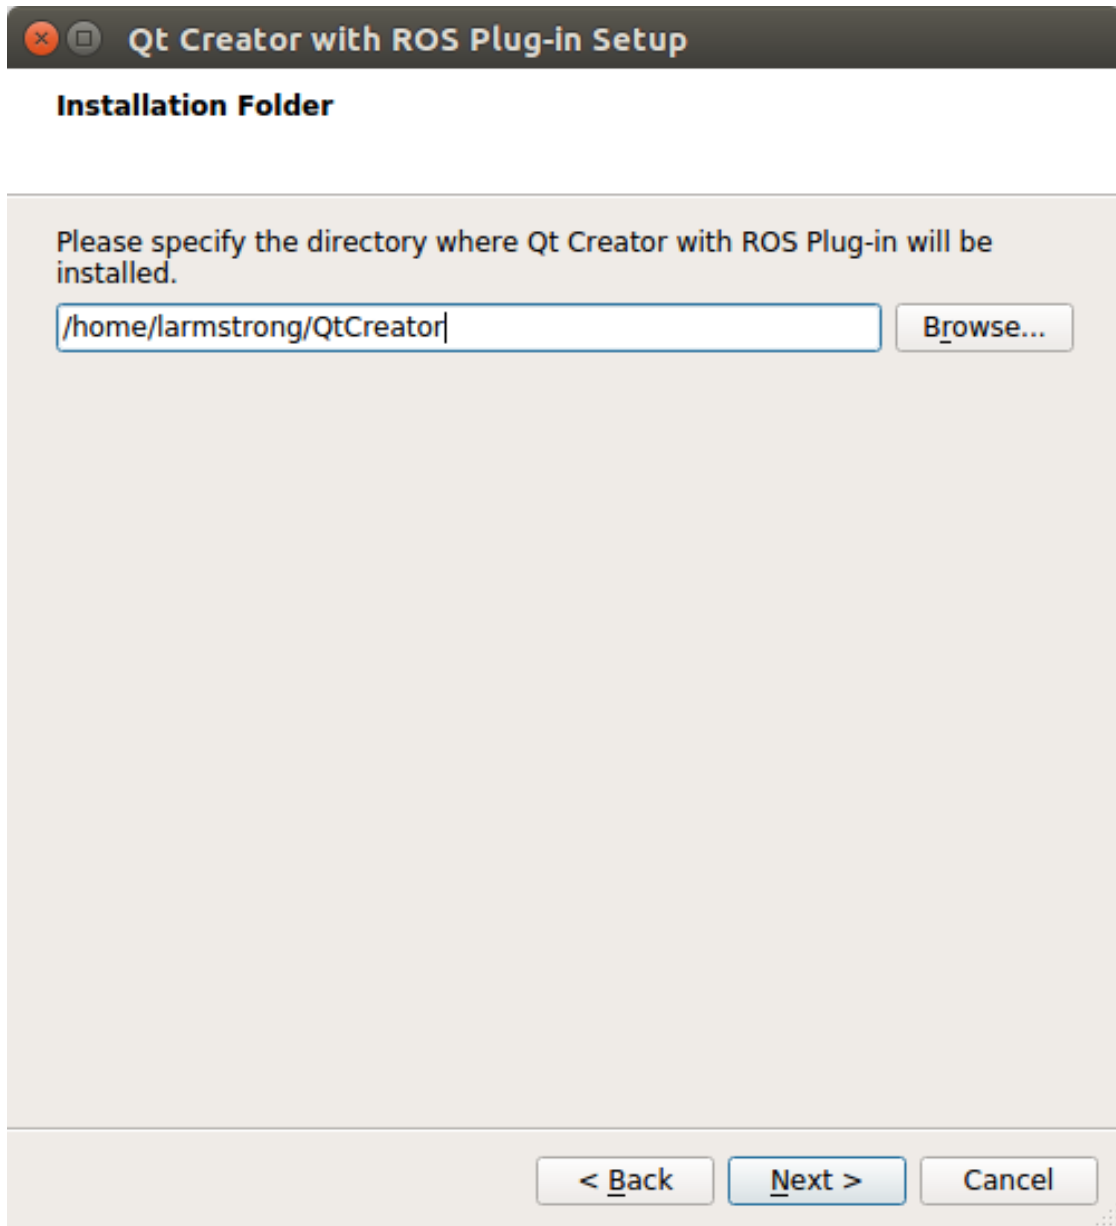 Qt Creator with ROS Plug-in Setup
Installation Folder
Please specify the directory where Qt Creator with ROS Plug-in will be
installed.
/home/larmstrong/QtCreator
Browse...
< Back
Next >
Cancel